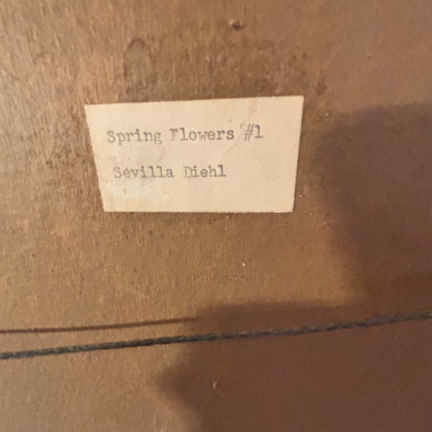 Spring Flowers #1
Sevilla Diehl